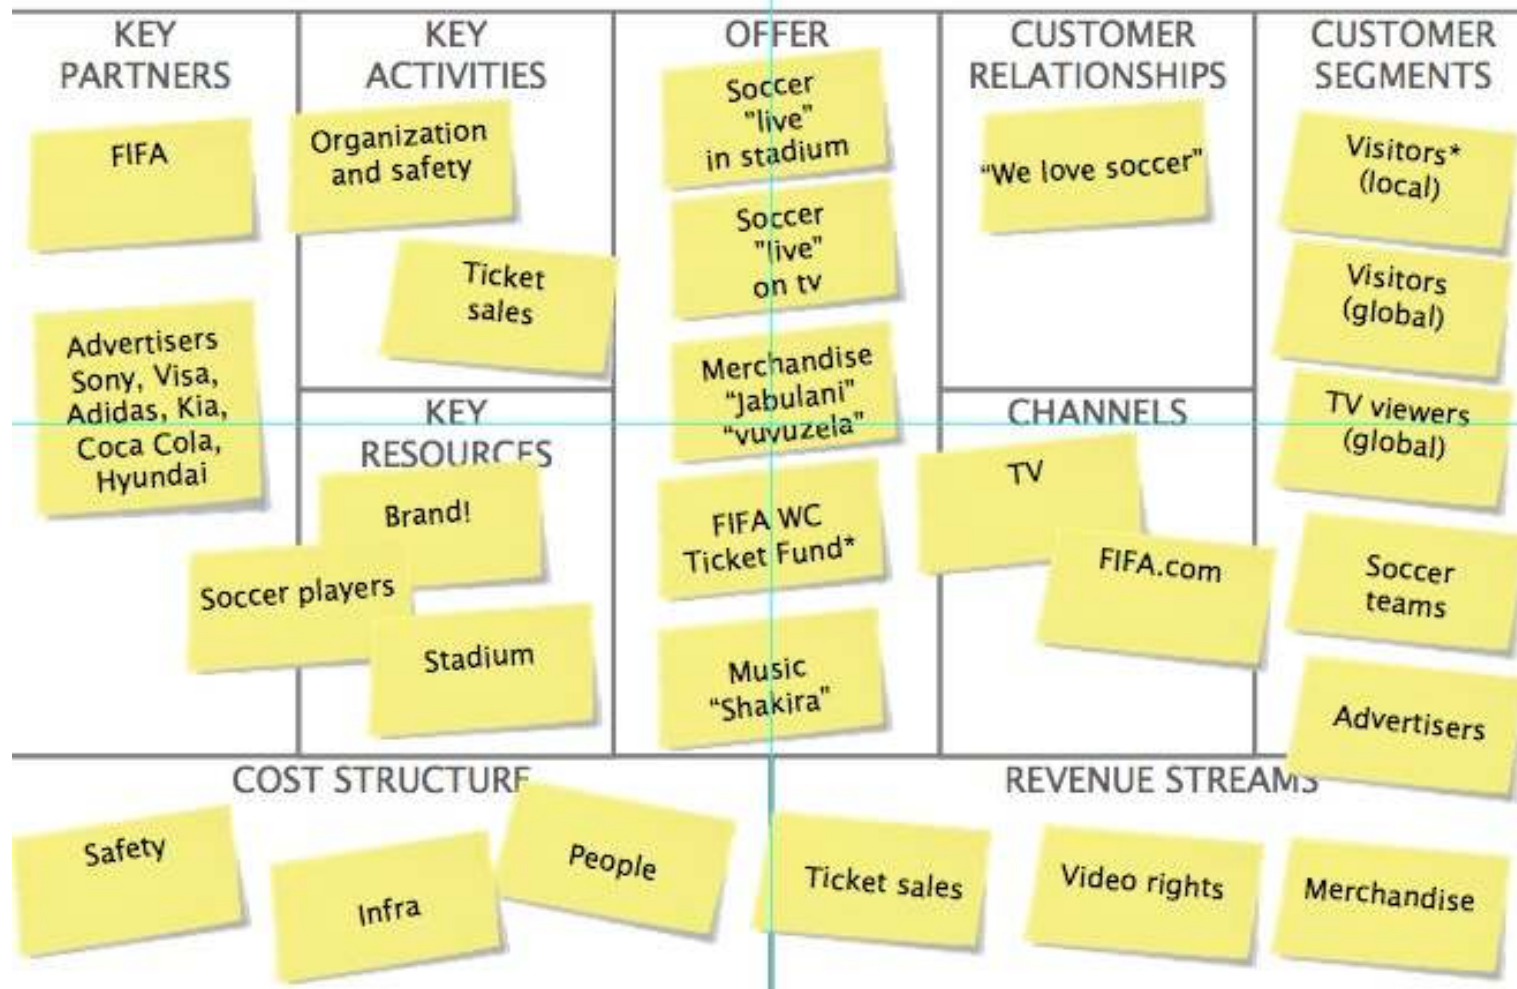 KEY
PARTNERS
FIFA
Advertisers
Sony, Visa,
Adidas, Kia,
Coca Cola,
Hyundai
KEY
ACTIVITIES
Organization
and safety
Ticket
sales
KEY
RESOURCES
Brand!
Soccer players
Stadium
OFFER
Soccer
"live"
in stadium
Soccer
"live"
on tv
Merchandise
“Jabulani”
“vuvuzela”
FIFA WC
Ticket Fund*
Music
“Shakira”
CUSTOMER
RELATIONSHIPS
“We love soccer”
CHANNELS
TV
FIFA.com
CUSTOMER
SEGMENTS
Visitors*
(local)
Visitors
(global)
TV viewers
(global)
Soccer
teams
Advertisers
COST STRUCTURE
Safety
Infra
People
REVENUE STREAMS
Ticket sales
Video rights
Merchandise